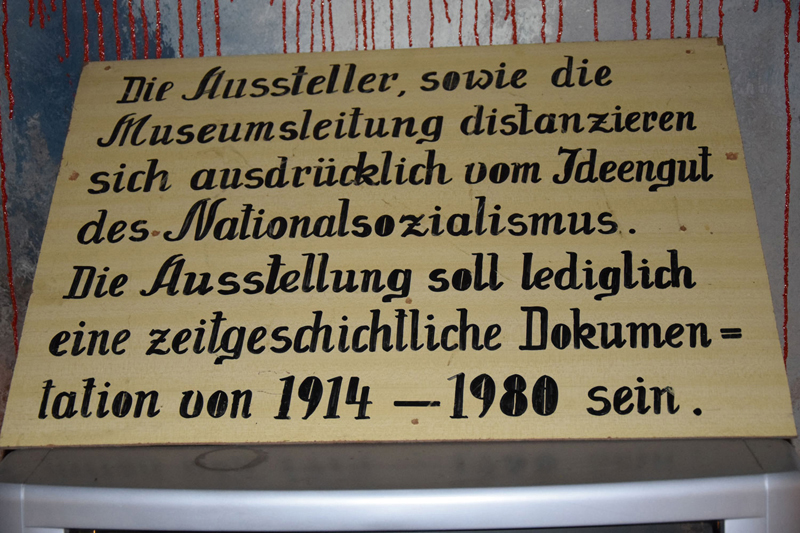 Die Aussteller, sowie die
Museumsleitung distanzieren
sich ausdrücklich vom Ideengut
des Nationalsozialismus.
Die Ausstellung soll lediglich
eine zeitgeschichtliche Dokumen=
tation von 1914 — 1980 sein.